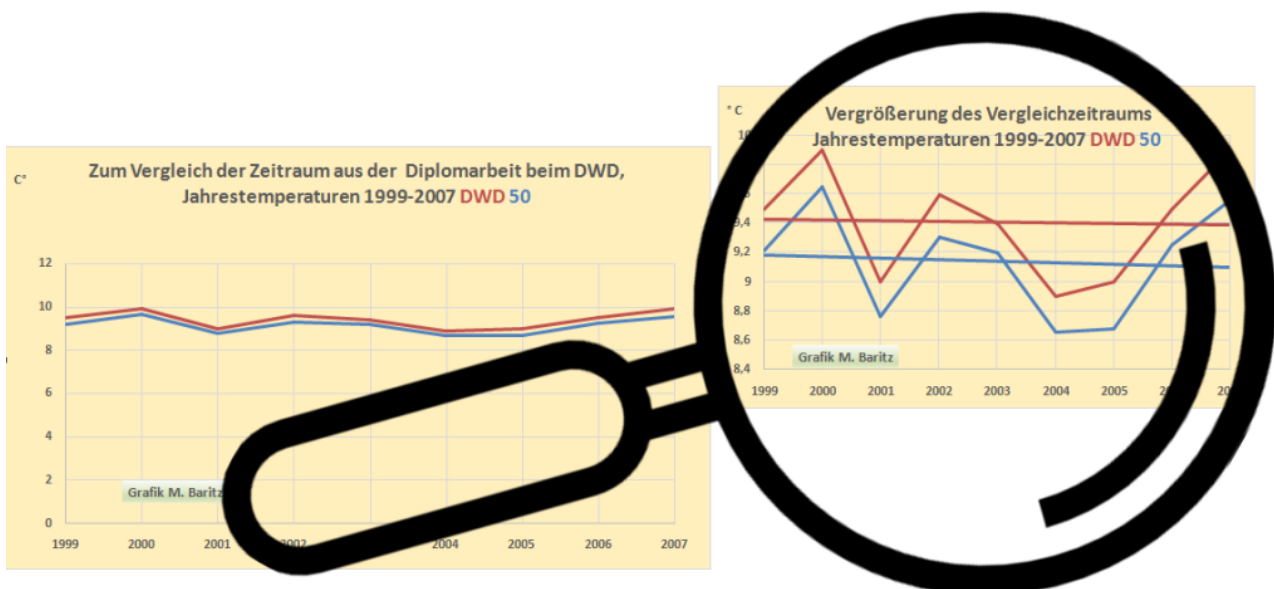 C°
Zum Vergleich der Zeitraum aus der Diplomarbeit beim DWD,
Jahrestemperaturen 1999-2007 DWD 50
12
10
8
6
4
2
0
Grafik M. Baritz
1999 2000 2001 2002 2004 2005 2006 2007
° C
Vergrößerung des Vergleichzeitraums
Jahrestemperaturen 1999-2007 DWD 50
9,4
9,2
9
8,8
8,6
8,4
Grafik M. Baritz
1999 2000 2001 2002 2003 2004 2005